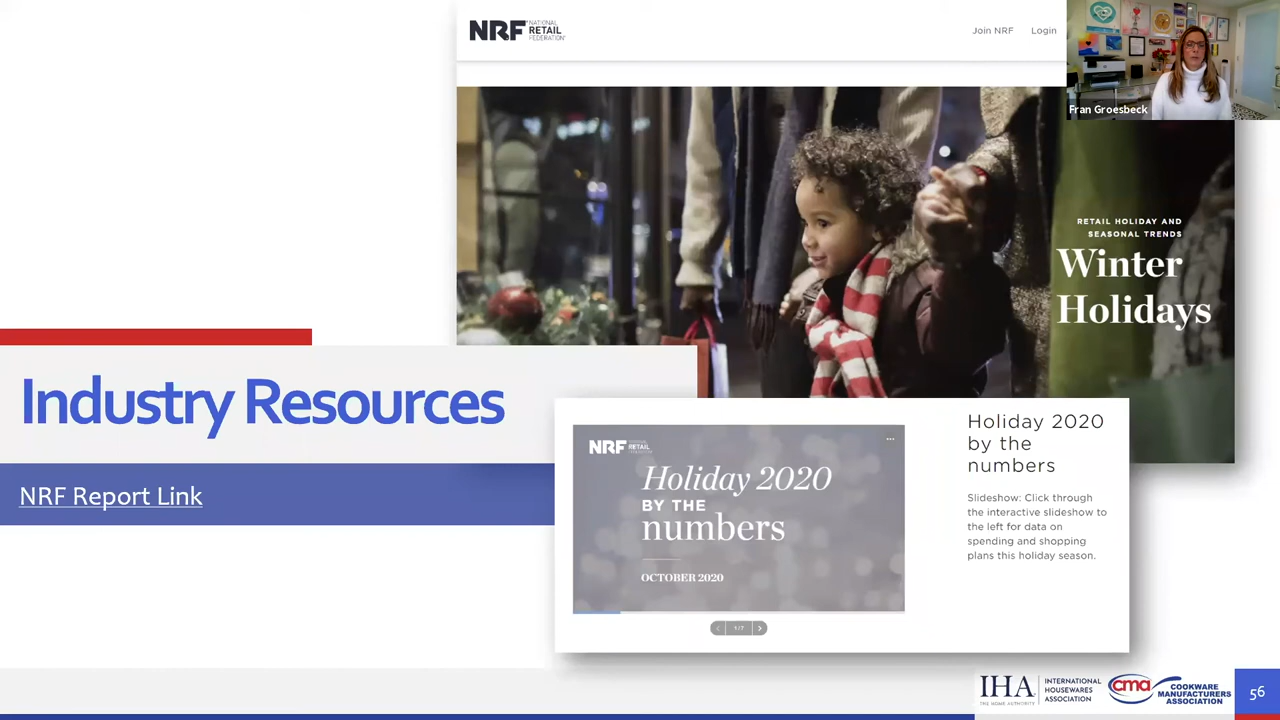 NRF NATIONAL RETAIL FEDERATION
Join NRF
Login
Fran Groesbeck
RETAIL HOLIDAY AND
SEASONAL TRENDS
Winter
Holidays
Industry Resources
NRF Report Link
NRF
RETAIL
Holiday 2020
BY THE
numbers
OCTOBER 2020
1/7
Holiday 2020
by the
numbers
Slideshow: Click through
the interactive slideshow to
the left for data on
spending and shopping
plans this holiday season.
IHA
THE HOME AUTHORITY
INTERNATIONAL
HOUSEWARES
ASSOCIATION
cma
COOKWARE
MANUFACTURERS
ASSOCIATION
56